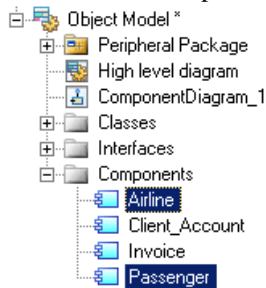 Object Model *
Peripheral Package
High level diagram
ComponentDiagram_1
Classes
Interfaces
Components
Airline
Client_Account
Invoice
Passenger